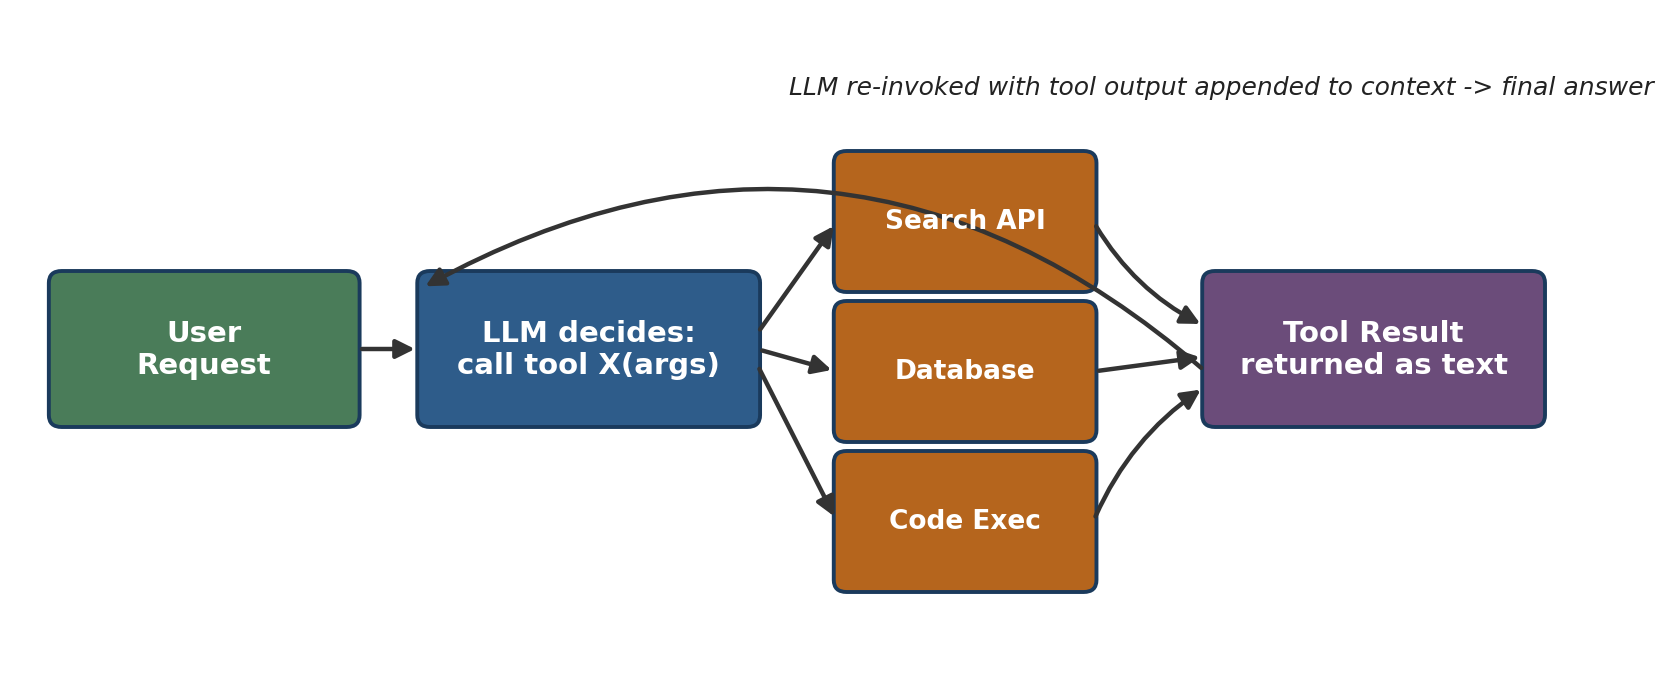 LLM re-invoked with tool output appended to context -> final answer
User
Request
LLM decides:
call tool X(args)
Search API
Database
Code Exec
Tool Result
returned as text